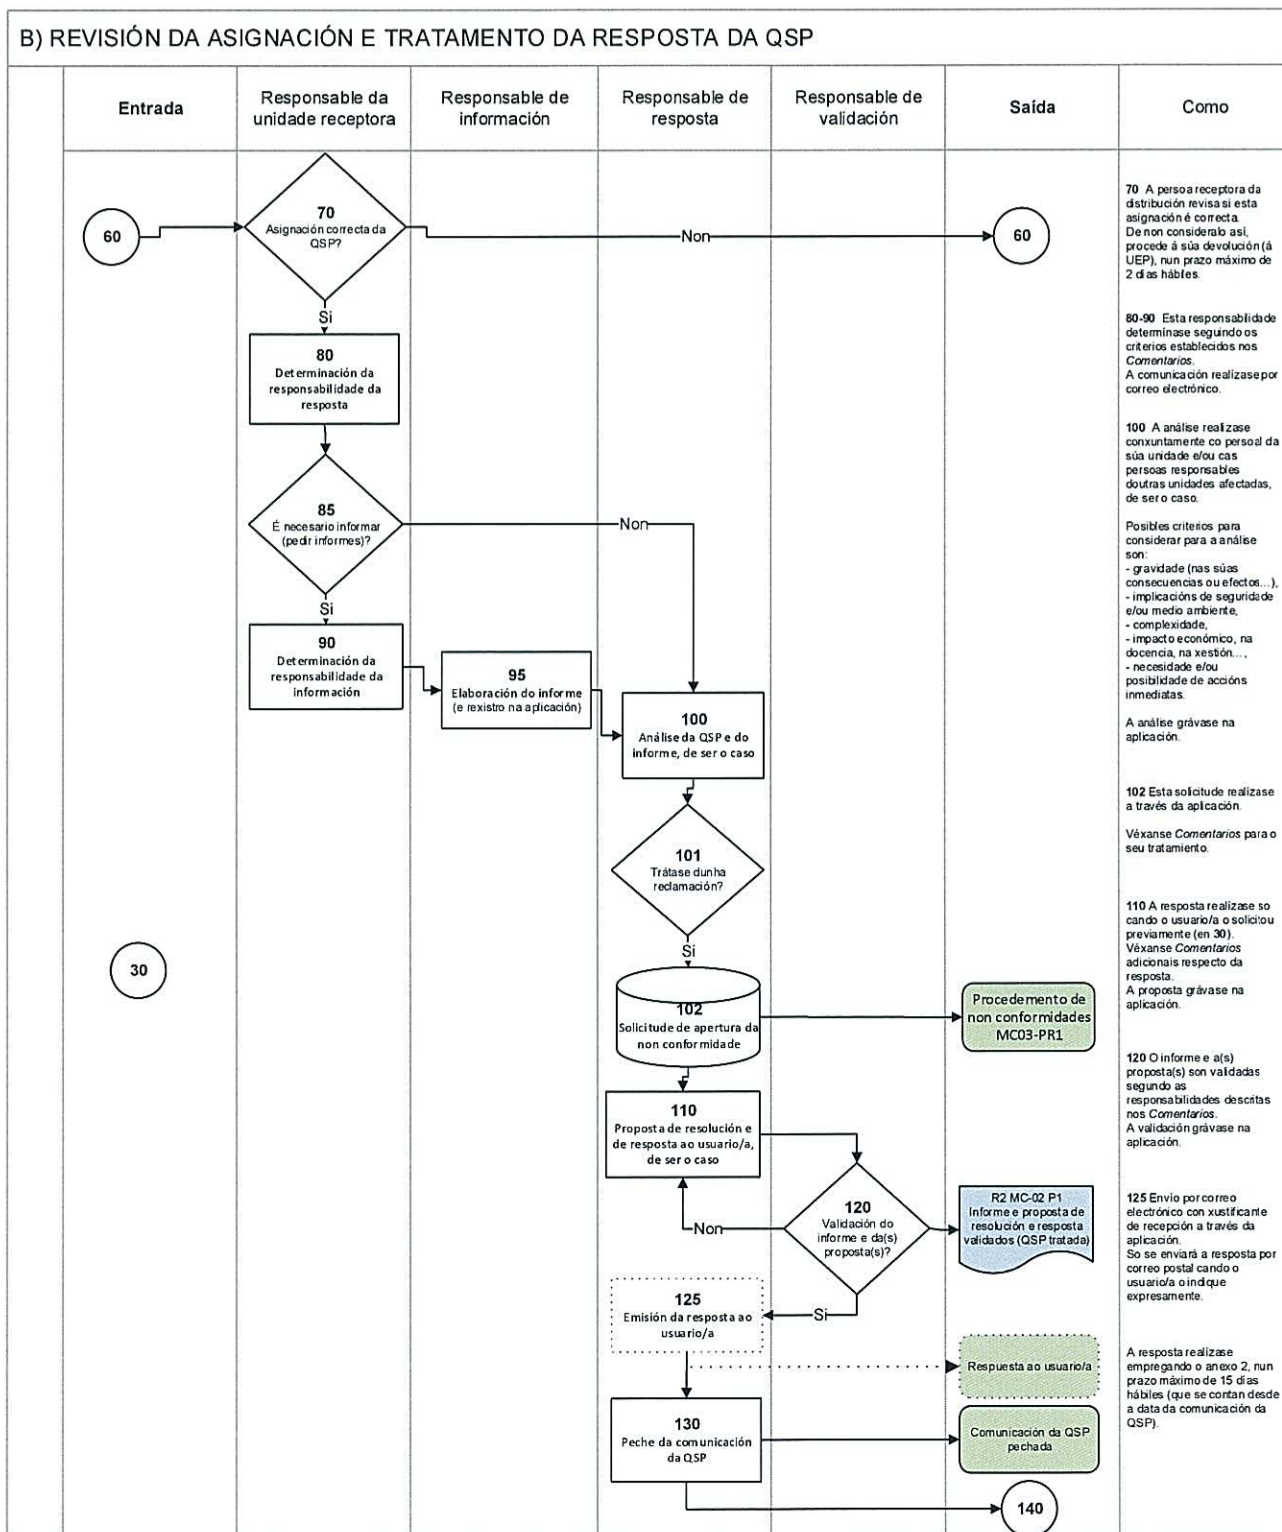 B) REVISIÓN DA ASIGNACIÓN E TRATAMENTO DA RESPOSTA DA QSP
Entrada
Responsable da
unidade receptora
Responsable de
información
Responsable de
resposta
Responsable de
validación
Saída
Como
60
70
Asignación correcta da
QSP?
Non
60
Si
80
Determinación da
responsabilidade da
resposta
85
É necesario informar
(pedir informes)?
Non
Si
90
Determinación da
responsabilidade da
información
95
Elaboración do informe
(e rexistro na aplicación)
100
Análise da QSP e do
informe, de ser o caso
101
Trátase dunha
reclamación?
Si
30
102
Solicitude de apertura da
non conformidade
Procedemento de
non conformidades
MC03-PR1
110
Proposta de resolución e
de resposta ao usuario/a,
de ser o caso
120
Validación do
informe e da(s)
proposta(s)?
Non
Si
R2 MC-02 P1
Informe e proposta de
resolución e resposta
validados (QSP tratada)
125
Emisión da resposta ao
usuario/a
Respuesta ao usuario/a
130
Peche da comunicación
da QSP
Comunicación da QSP
pechada
140
70 A persoa receptora da
distribución revisa si esta
asignación é correcta.
De non consideralo así,
procede á súa devolución (á
UEP), nun prazo máximo de
2 días hábiles.
80-90 Esta responsabilidade
determínase seguindo os
criterios establecidos nos
Comentarios.
A comunicación realízase por
correo electrónico.
100 A análise realízase
conxuntamente co persoal da
súa unidade e/ou cas
persoas responsables
doutras unidades afectadas,
de ser o caso.
Posibles criterios para
considerar para a análise
son:
- gravidade (nas súas
consecuencias ou efectos...),
- implicacións de seguridade
e/ou medio ambiente,
- complexidade,
- impacto económico, na
docencia, na xestión...,
- necesidade e/ou
posibilidade de accións
inmediatas.
A análise grávase na
aplicación.
102 Esta solicitude realízase
a través da aplicación.
Véxanse Comentarios para o
seu tratamiento.
110 A resposta realízase so
cando o usuario/a o solicitou
previamente (en 30).
Véxanse Comentarios
adicionais respecto da
resposta.
A proposta grávase na
aplicación.
120 O informe e a(s)
proposta(s) son validadas
segundo as
responsabilidades descritas
nos Comentarios.
A validación grávase na
aplicación.
125 Envío por correo
electrónico con xustificante
de recepción a través da
aplicación.
So se enviará a resposta por
correo postal cando o
usuario/a o indique
expresamente.
A resposta realízase
empregando o anexo 2, nun
prazo máximo de 15 días
hábiles (que se contan desde
a data da comunicación da
QSP).